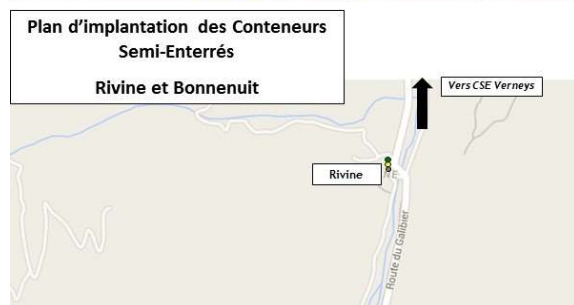 Plan d’implantation des Conteneurs
Semi-Enterrés
Rivine et Bonnenuit
Vers CSE Verneys
Rivine
Route du Galibier